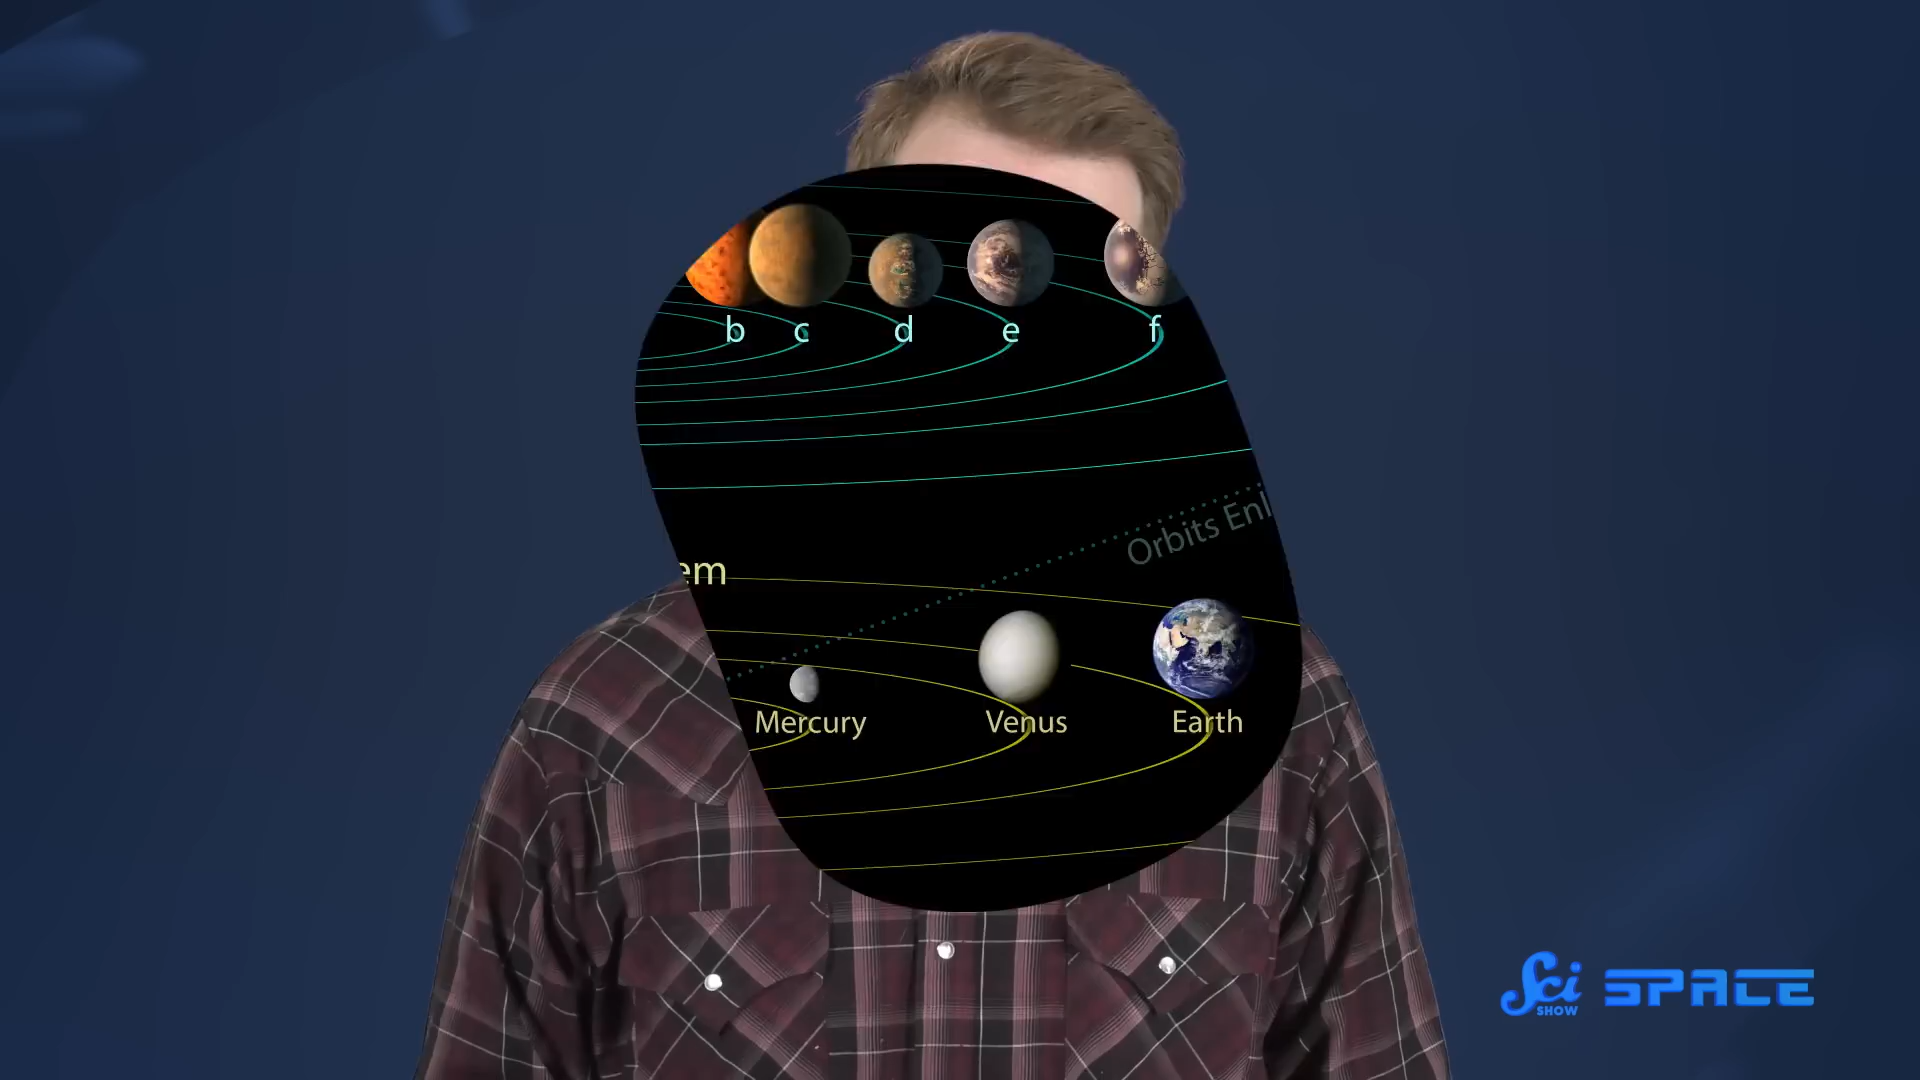 b c d e f
Orbits Enl
em
Mercury Venus Earth
Sci SHOW SPACE